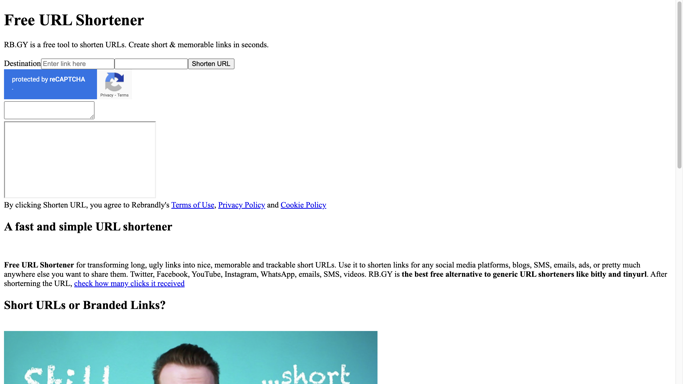 Free URL Shortener
RB.GY is a free tool to shorten URLs. Create short & memorable links in seconds.
Destination Enter link here Shorten URL
protected by reCAPTCHA
Privacy - Terms
By clicking Shorten URL, you agree to Rebrandly's Terms of Use, Privacy Policy and Cookie Policy
A fast and simple URL shortener
Free URL Shortener for transforming long, ugly links into nice, memorable and trackable short URLs. Use it to shorten links for any social media platforms, blogs, SMS, emails, ads, or pretty much
anywhere else you want to share them. Twitter, Facebook, YouTube, Instagram, WhatsApp, emails, SMS, videos. RB.GY is the best free alternative to generic URL shorteners like bitly and tinyurl. After
shorterning the URL, check how many clicks it received
Short URLs or Branded Links?
Still ...short